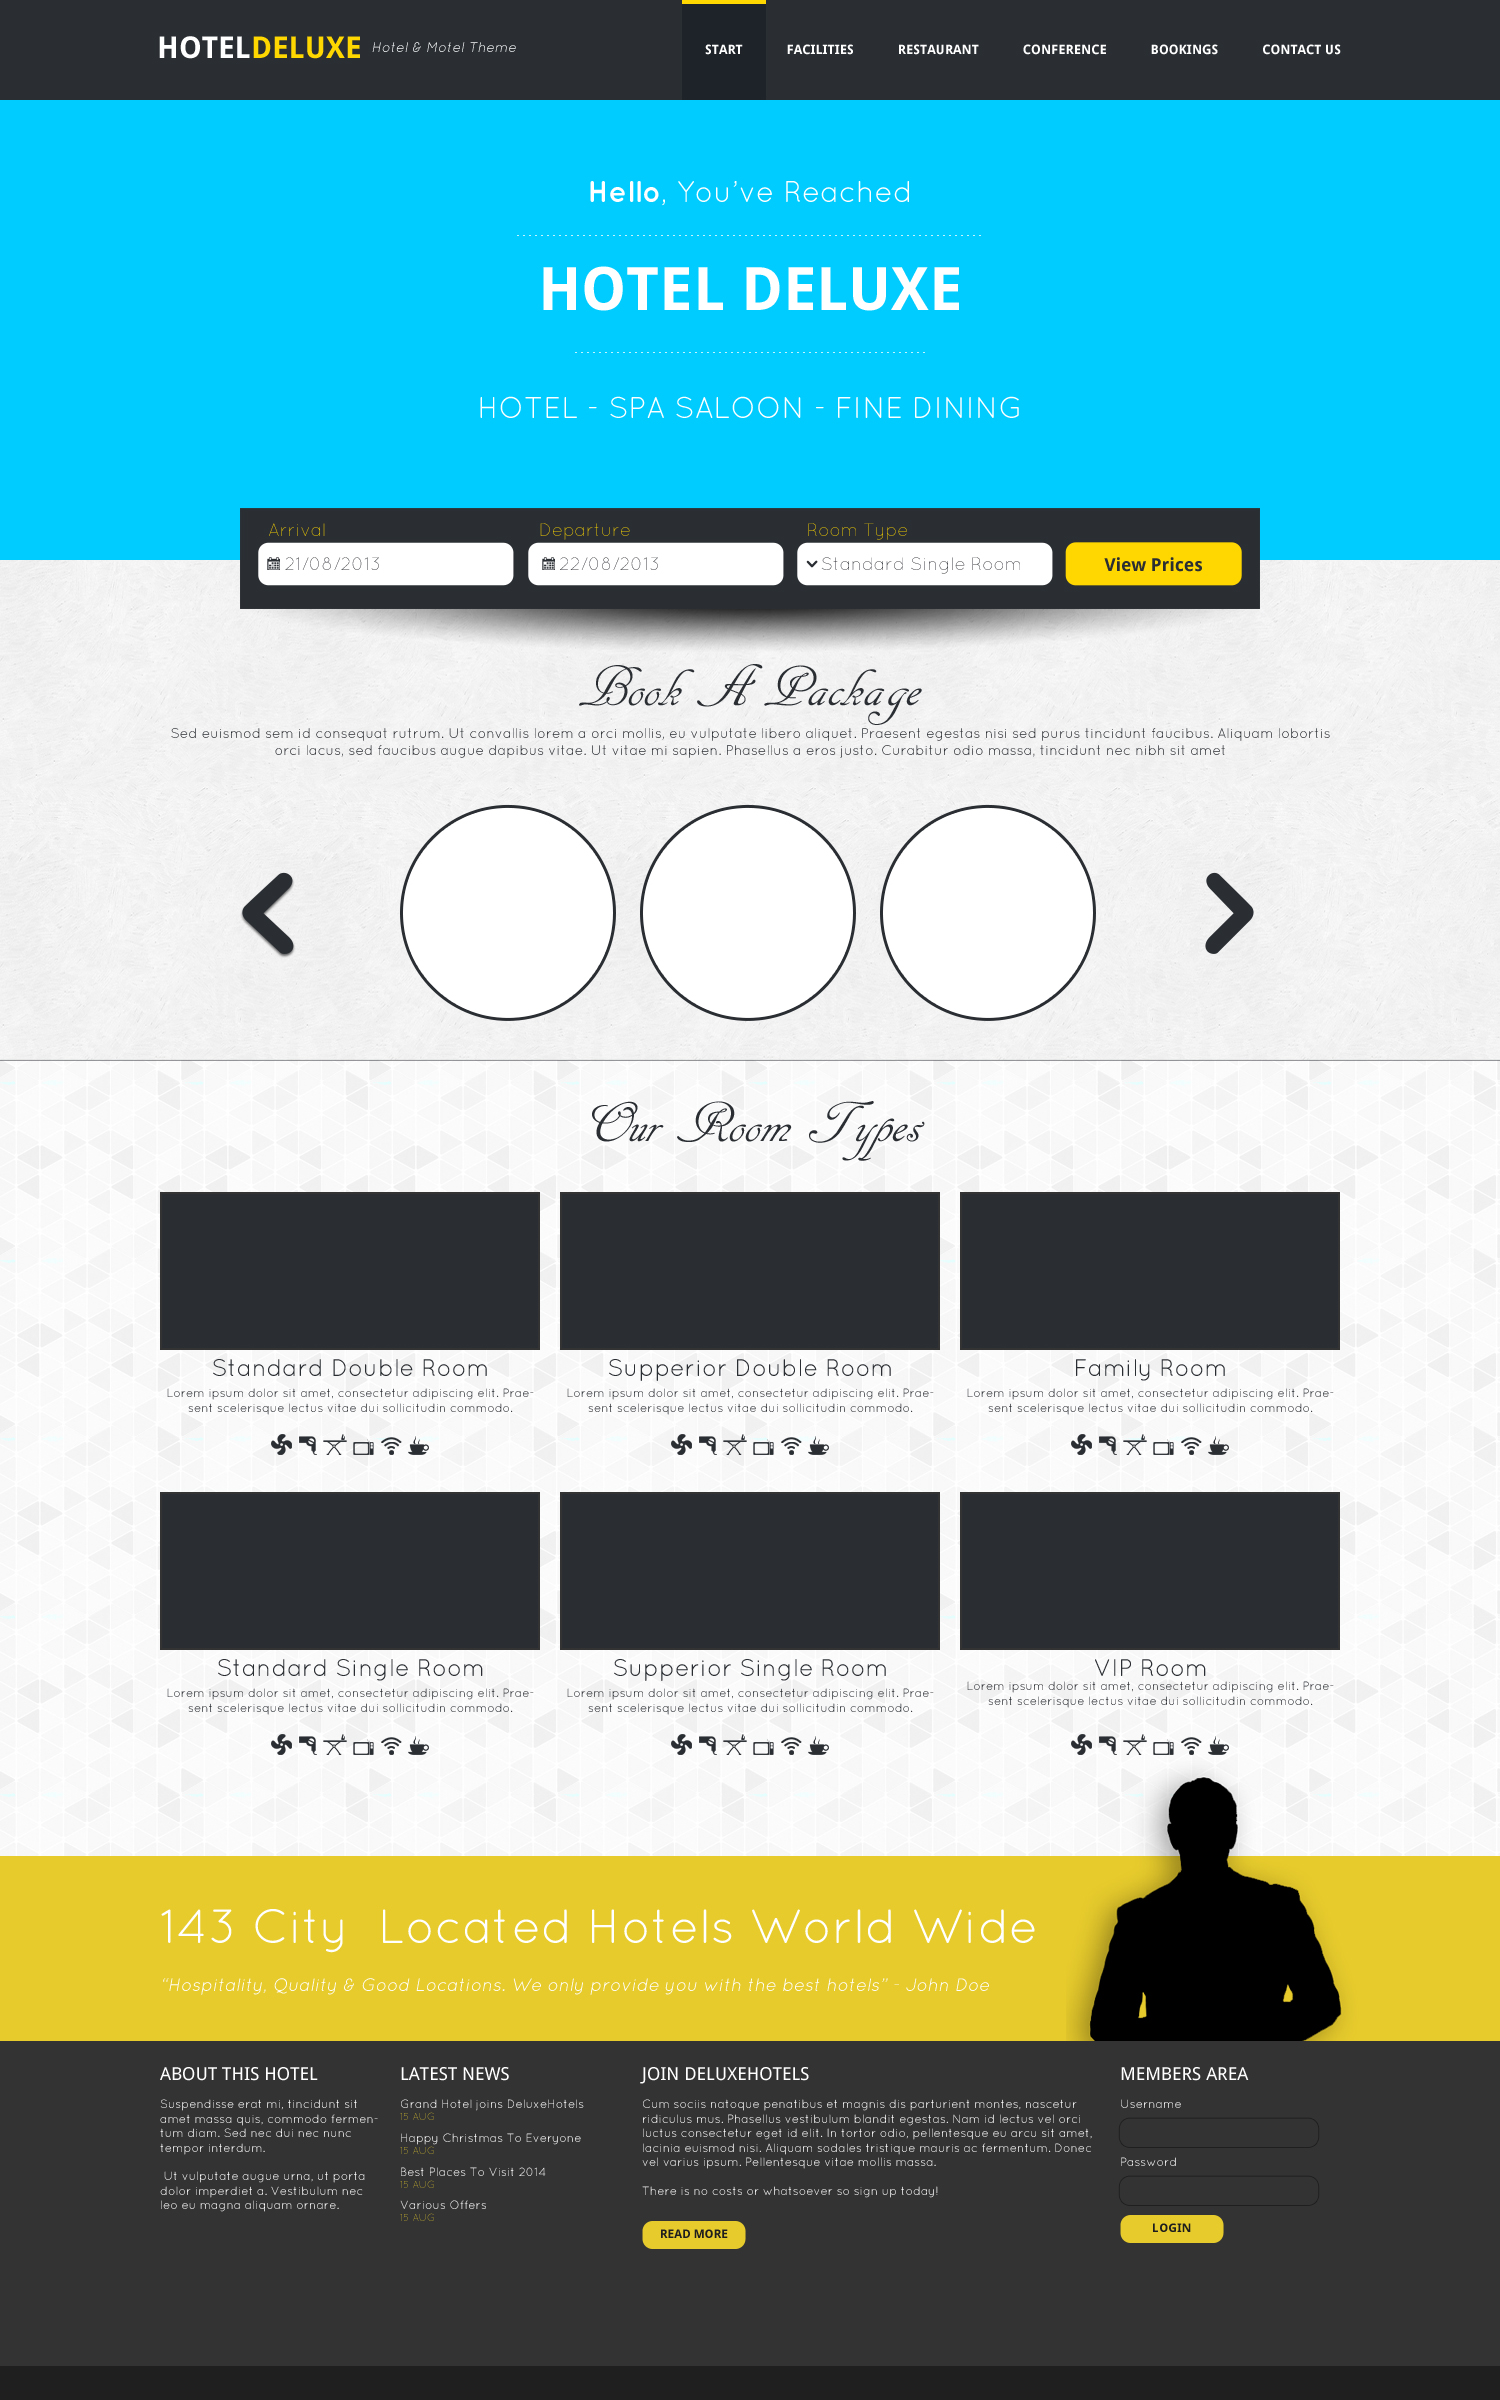 HOTELDELUXE Hotel & Motel Theme
START FACILITIES RESTAURANT CONFERENCE BOOKINGS CONTACT US
Hello, You've Reached
HOTEL DELUXE
HOTEL - SPA SALOON - FINE DINING
Arrival Departure Room Type
21/08/2013 22/08/2013 Standard Single Room View Prices
Book A Package
Sed euismod sem id consequat rutrum. Ut convallis lorem a orci mollis, eu vulputate libero aliquet. Praesent egestas nisi sed purus tincidunt faucibus. Aliquam lobortis
orci lacus, sed faucibus augue dapibus vitae. Ut vitae mi sapien. Phasellus a eros justo. Curabitur odio massa, tincidunt nec nibh sit amet
Our Room Types
Standard Double Room
Lorem ipsum dolor sit amet, consectetur adipiscing elit. Prae-
sent scelerisque lectus vitae dui sollicitudin commodo.
Supperior Double Room
Lorem ipsum dolor sit amet, consectetur adipiscing elit. Prae-
sent scelerisque lectus vitae dui sollicitudin commodo.
Family Room
Lorem ipsum dolor sit amet, consectetur adipiscing elit. Prae-
sent scelerisque lectus vitae dui sollicitudin commodo.
Standard Single Room
Lorem ipsum dolor sit amet, consectetur adipiscing elit. Prae-
sent scelerisque lectus vitae dui sollicitudin commodo.
Supperior Single Room
Lorem ipsum dolor sit amet, consectetur adipiscing elit. Prae-
sent scelerisque lectus vitae dui sollicitudin commodo.
VIP Room
Lorem ipsum dolor sit amet, consectetur adipiscing elit. Prae-
sent scelerisque lectus vitae dui sollicitudin commodo.
143 City Located Hotels World Wide
"Hospitality, Quality & Good Locations. We only provide you with the best hotels" - John Doe
ABOUT THIS HOTEL
Suspendisse erat mi, tincidunt sit
amet massa quis, commodo fermen-
tum diam. Sed nec dui nec nunc
tempor interdum.
Ut vulputate augue urna, ut porta
dolor imperdiet a. Vestibulum nec
leo eu magna aliquam ornare.
LATEST NEWS
Grand Hotel joins DeluxeHotels
15 AUG
Happy Christmas To Everyone
15 AUG
Best Places To Visit 2014
15 AUG
Various Offers
15 AUG
JOIN DELUXEHOTELS
Cum sociis natoque penatibus et magnis dis parturient montes, nascetur
ridiculus mus. Phasellus vestibulum blandit egestas. Nam id lectus vel orci
luctus consectetur eget id elit. In tortor odio, pellentesque eu arcu sit amet,
lacinia euismod nisi. Aliquam sodales tristique mauris ac fermentum. Donec
vel varius ipsum. Pellentesque vitae mollis massa.
There is no costs or whatsoever so sign up today!
READ MORE
MEMBERS AREA
Username
Password
LOGIN